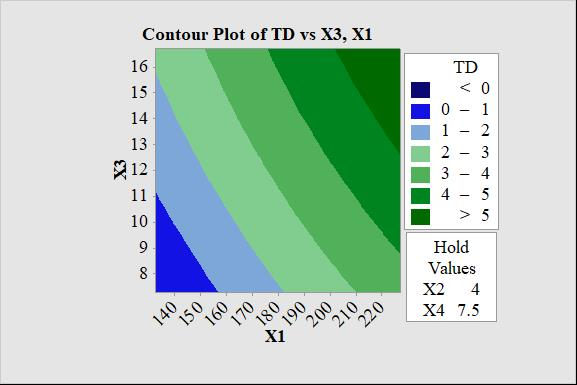 Contour Plot of TD vs X3, X1
16
15
14
13
12
11
10
9
8
X3
140
150
160
170
180
190
200
210
220
X1
TD
< 0
0 – 1
1 – 2
2 – 3
3 – 4
4 – 5
> 5
Hold
Values
X2 4
X4 7.5